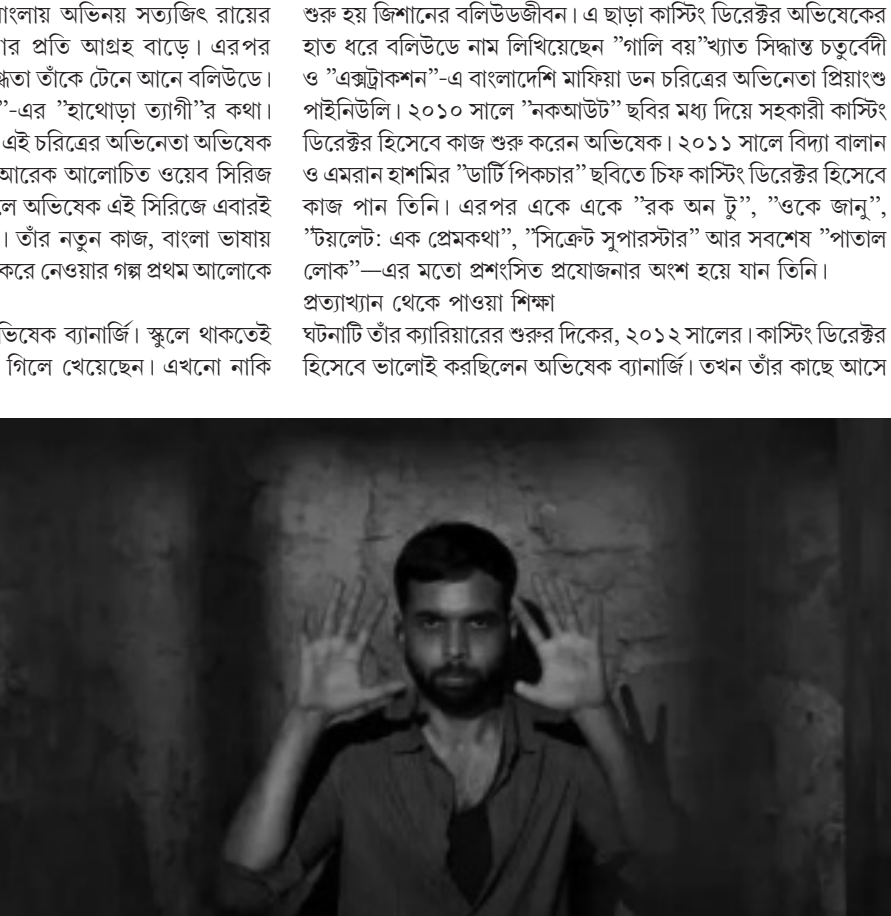 বাংলায় অভিনয় সত্যজিৎ রায়ের
প্রতি আগ্রহ বাড়ে। এরপর
তাঁকে টেনে আনে বলিউডে।
”-এর ”হাথোড়া ত্যাগী”র কথা।
এই চরিত্রের অভিনেতা অভিষেক
আরেক আলোচিত ওয়েব সিরিজ
অভিষেক এই সিরিজে এবারই
। তাঁর নতুন কাজ, বাংলা ভাষায়
করে নেওয়ার গল্প প্রথম আলোকে
অভিষেক ব্যানার্জি। স্কুলে থাকতেই
গিলে খেয়েছেন। এখনো নাকি
শুরু হয় জিশানের বলিউডজীবন। এ ছাড়া কাস্টিং ডিরেক্টর অভিষেকের
হাত ধরে বলিউডে নাম লিখিয়েছেন ”গালি বয়”খ্যাত সিদ্ধান্ত চতুর্বেদী
ও ”এক্সট্রাকশন”-এ বাংলাদেশি মাফিয়া ডন চরিত্রের অভিনেতা প্রিয়াংশু
পাইনিউলি। ২০১০ সালে ”নকআউট” ছবির মধ্য দিয়ে সহকারী কাস্টিং
ডিরেক্টর হিসেবে কাজ শুরু করেন অভিষেক। ২০১১ সালে বিদ্যা বালান
ও এমরান হাশমির ”ডার্টি পিকচার” ছবিতে চিফ কাস্টিং ডিরেক্টর হিসেবে
কাজ পান তিনি। এরপর একে একে ”রক অন টু”, ”ওকে জানু”,
”টয়লেট: এক প্রেমকথা”, ”সিক্রেট সুপারস্টার” আর সবশেষ ”পাতাল
লোক”—এর মতো প্রশংসিত প্রযোজনার অংশ হয়ে যান তিনি।
প্রত্যাখ্যান থেকে পাওয়া শিক্ষা
ঘটনাটি তাঁর ক্যারিয়ারের শুরুর দিকের, ২০১২ সালের। কাস্টিং ডিরেক্টর
হিসেবে ভালোই করছিলেন অভিষেক ব্যানার্জি। তখন তাঁর কাছে আসে